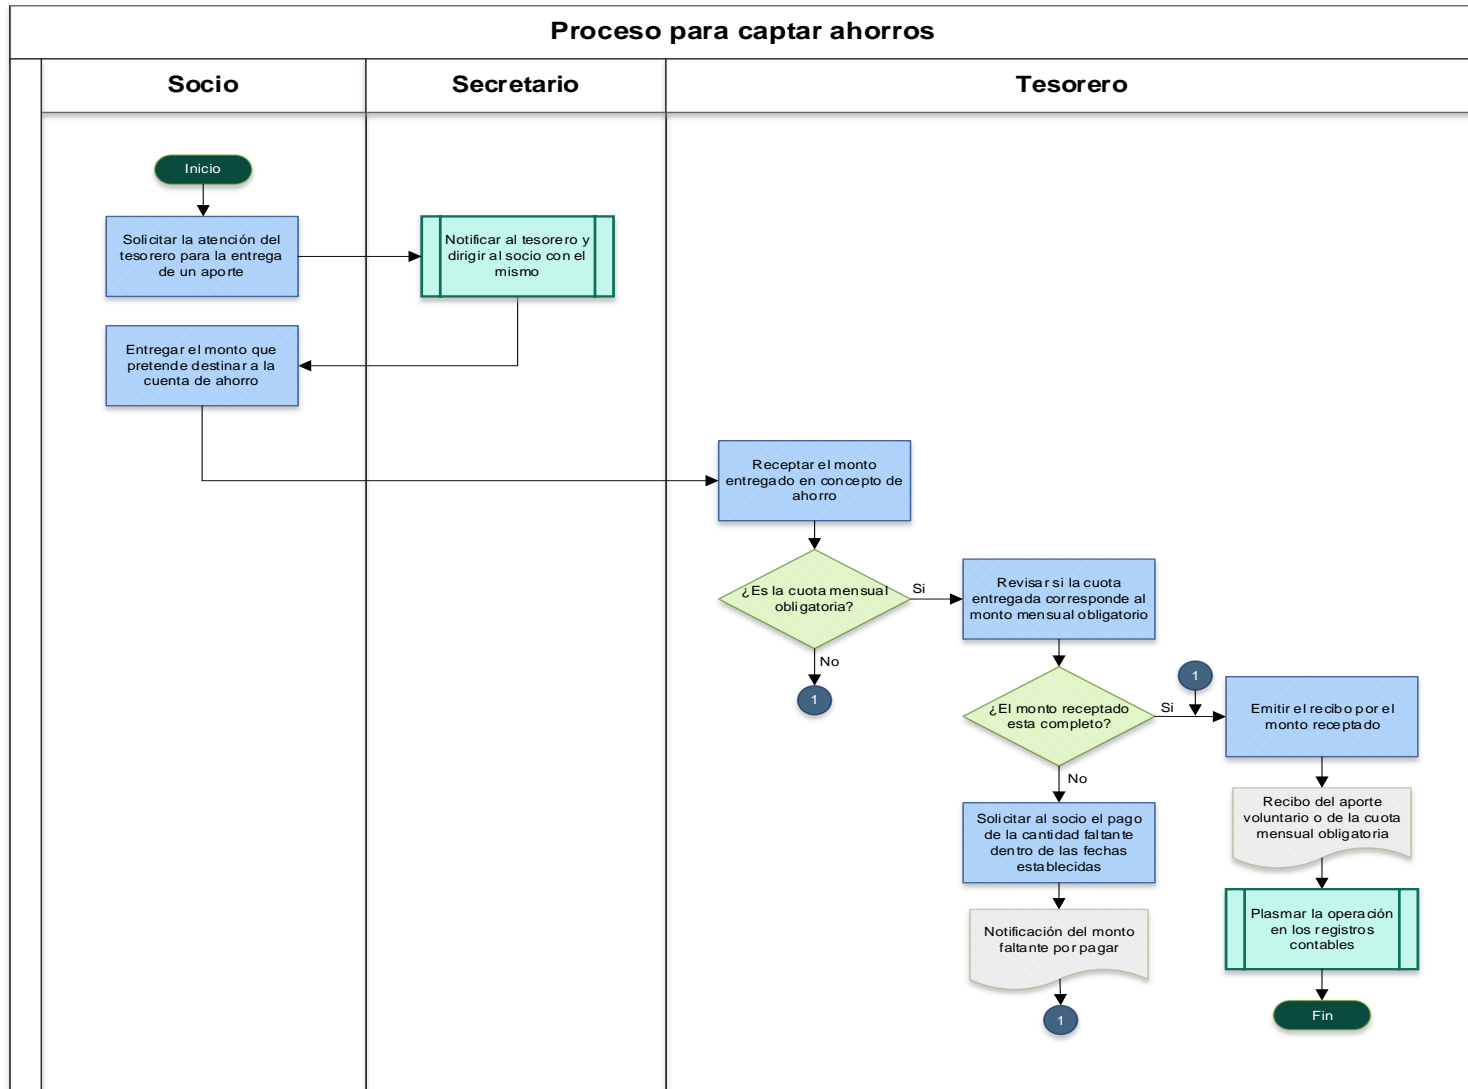 Proceso para captar ahorros
Socio
Secretario
Tesorero
Inicio
Solicitar la atención del
tesorero para la entrega
de un aporte
Notificar al tesorero y
dirigir al socio con el
mismo
Entregar el monto que
pretende destinar a la
cuenta de ahorro
Receptar el monto
entregado en concepto de
ahorro
¿Es la cuota mensual
obligatoria?
Si
No
1
Revisar si la cuota
entregada corresponde al
monto mensual obligatorio
¿El monto receptado
esta completo?
Si
No
1
Emitir el recibo por el
monto receptado
Solicitar al socio el pago
de la cantidad faltante
dentro de las fechas
establecidas
Recibo del aporte
voluntario o de la cuota
mensual obligatoria
Notificación del monto
faltante por pagar
1
Plasmar la operación
en los registros
contables
Fin